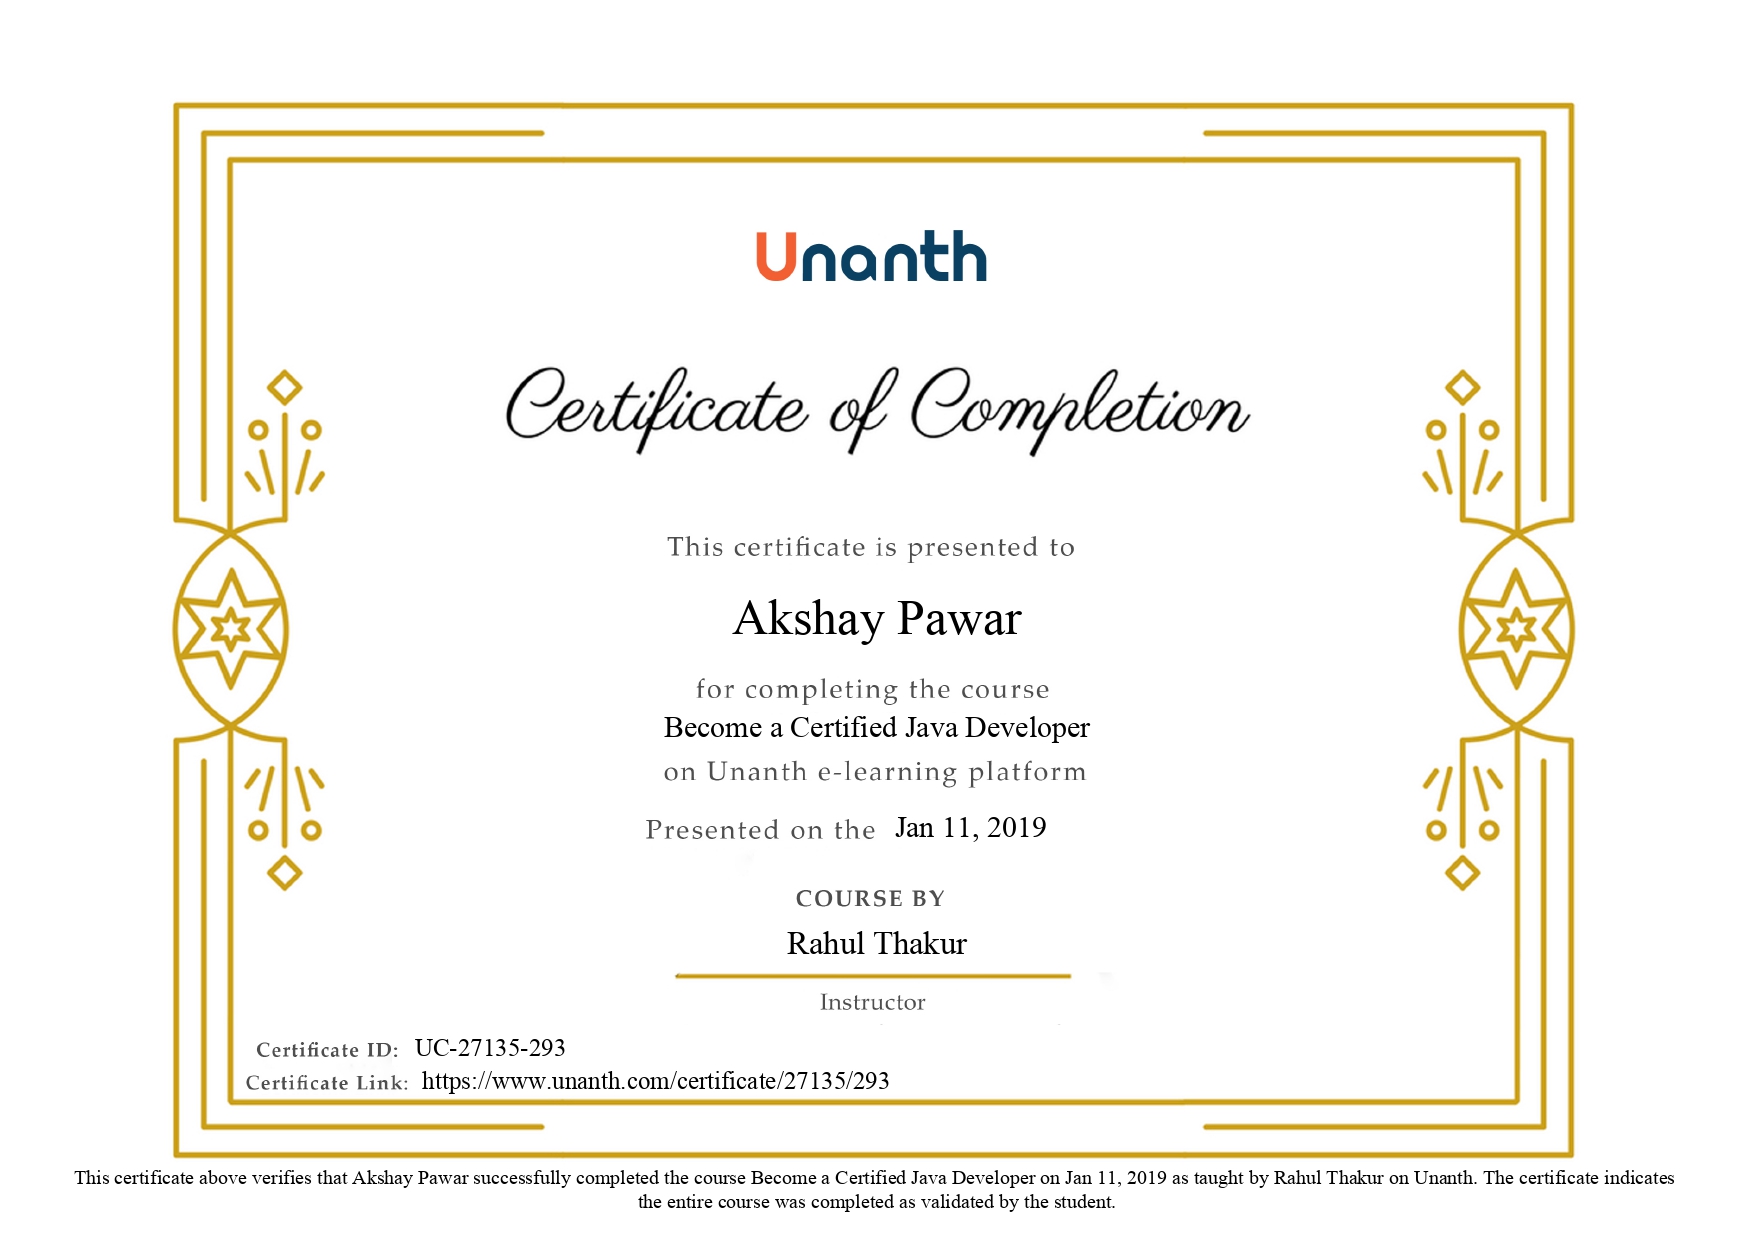 Unanth
Certificate of Completion
This certificate is presented to
Akshay Pawar
for completing the course
Become a Certified Java Developer
on Unanth e-learning platform
Presented on the Jan 11, 2019
COURSE BY
Rahul Thakur
Instructor
Certificate ID: UC-27135-293
Certificate Link: https://www.unanth.com/certificate/27135/293
This certificate above verifies that Akshay Pawar successfully completed the course Become a Certified Java Developer on Jan 11, 2019 as taught by Rahul Thakur on Unanth. The certificate indicates
the entire course was completed as validated by the student.